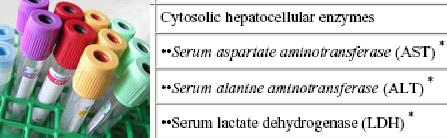 Cytosolic hepatocellular enzymes
••Serum aspartate aminotransferase (AST) *
••Serum alanine aminotransferase (ALT) *
••Serum lactate dehydrogenase (LDH) *